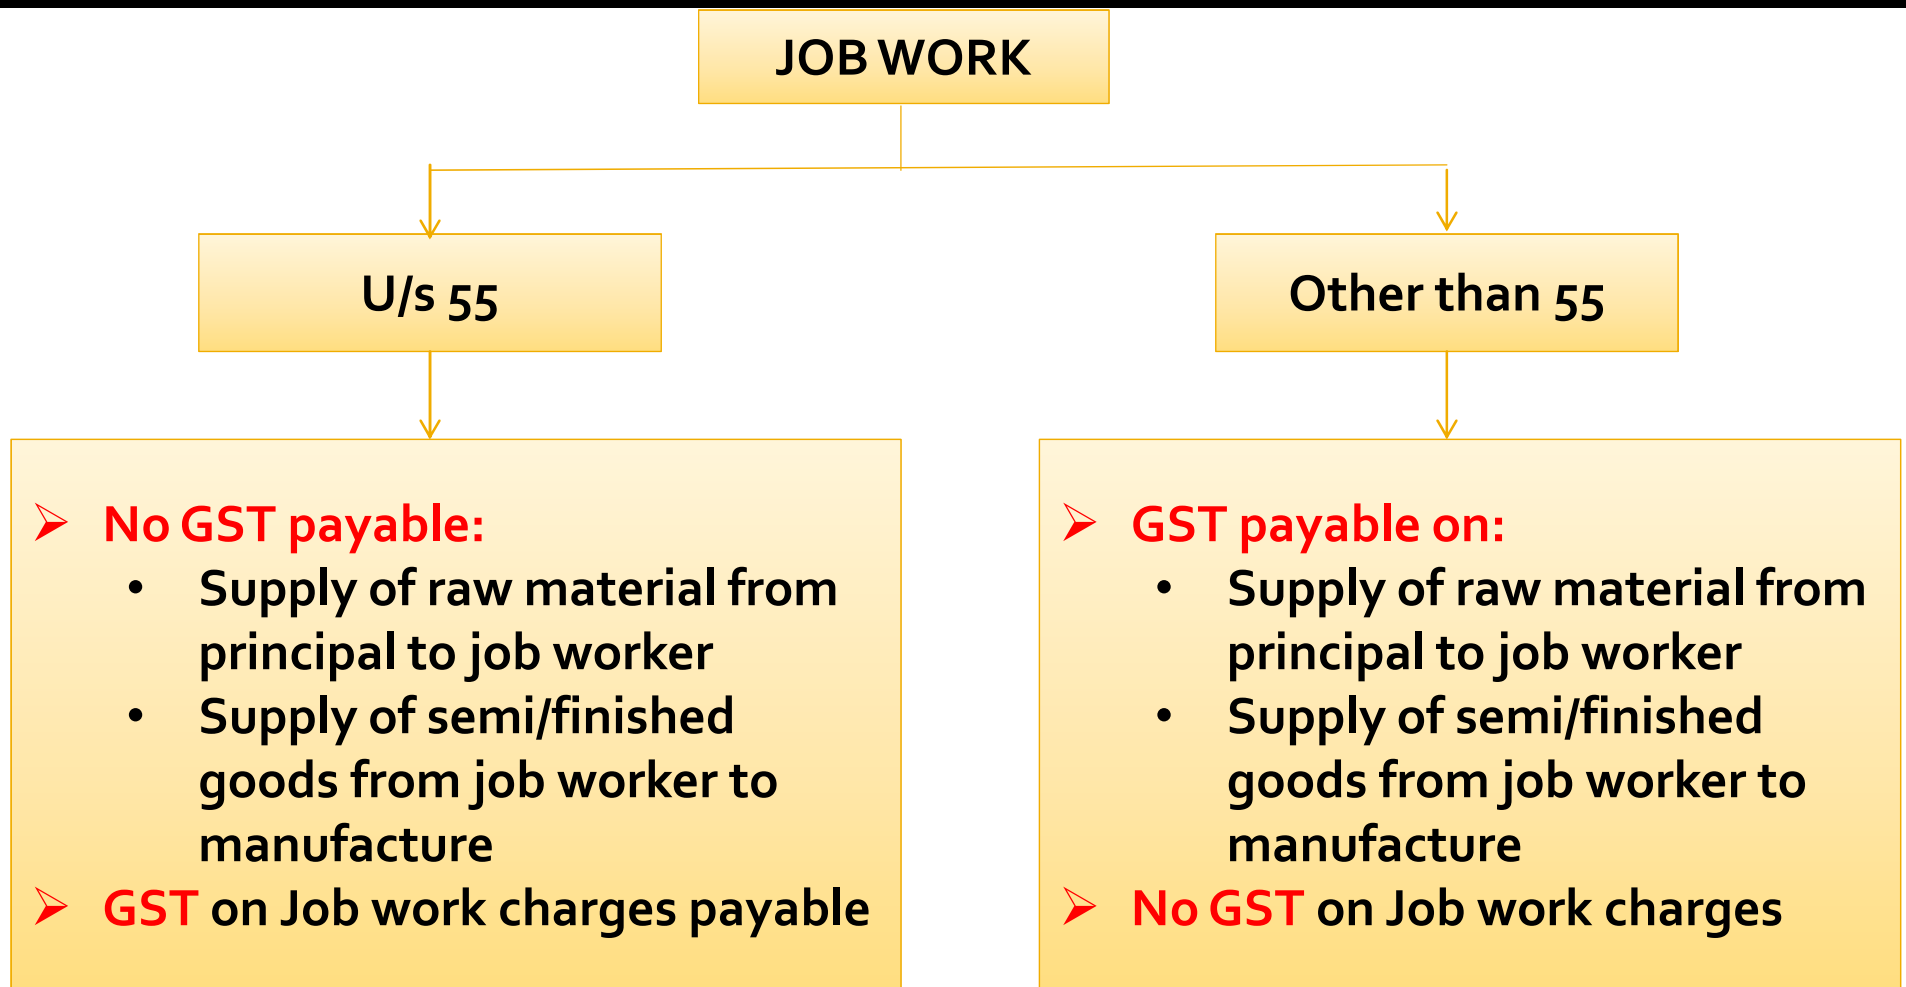 JOB WORK
U/s 55
Other than 55
➢ No GST payable:
• Supply of raw material from
principal to job worker
• Supply of semi/finished
goods from job worker to
manufacture
➢ GST on Job work charges payable
➢ GST payable on:
• Supply of raw material from
principal to job worker
• Supply of semi/finished
goods from job worker to
manufacture
➢ No GST on Job work charges